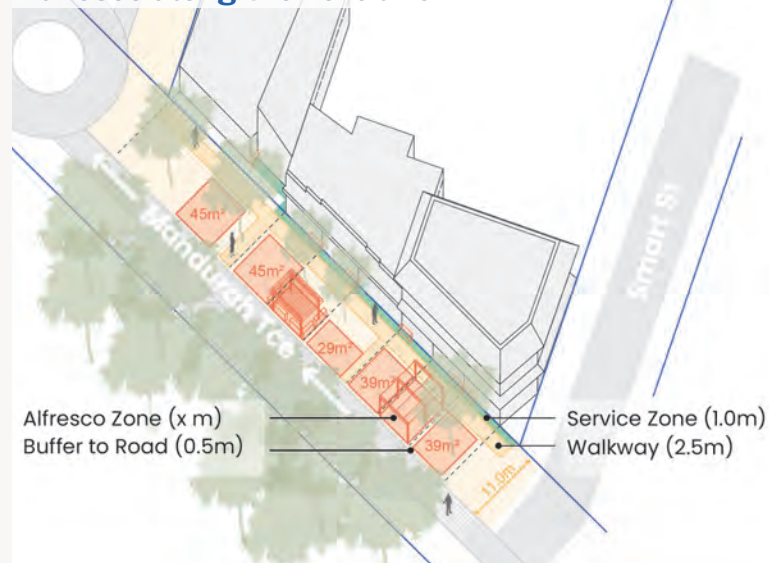 45m²
45m²
29m²
39m²
39m²
Mandurah Tce
Smart St
11.0m
Alfresco Zone (x m)
Buffer to Road (0.5m)
Service Zone (1.0m)
Walkway (2.5m)